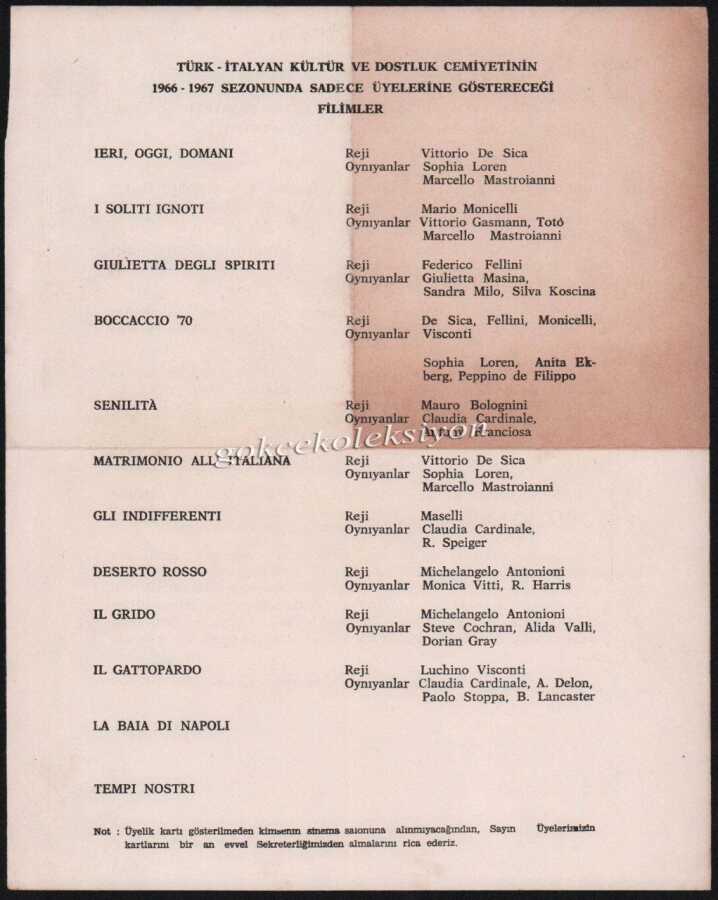 TÜRK - İTALYAN KÜLTÜR VE DOSTLUK CEMİYETİNİN
1966 - 1967 SEZONUNDA SADECE ÜYELERİNE GÖSTERECEĞİ
FİLİMLER
IERI, OGGI, DOMANI Reji Vittorio De Sica
Oynıyanlar Sophia Loren
Marcello Mastroianni
I SOLITI IGNOTI Reji Mario Monicelli
Oynıyanlar Vittorio Gasmann, Totó
Marcello Mastroianni
GIULIETTA DEGLI SPIRITI Reji Federico Fellini
Oynıyanlar Giulietta Masina,
Sandra Milo, Silva Koscina
BOCCACCIO '70 Reji De Sica, Fellini, Monicelli,
Oynıyanlar Visconti
Sophia Loren, Anita Ek-
berg, Peppino de Filippo
SENILITÀ Reji Mauro Bolognini
Oynıyanlar Claudia Cardinale,
Franciosa
gokcekoleksiyon
MATRIMONIO ALL'ITALIANA Reji Vittorio De Sica
Oynıyanlar Sophia Loren,
Marcello Mastroianni
GLI INDIFFERENTI Reji Maselli
Oynıyanlar Claudia Cardinale,
R. Speiger
DESERTO ROSSO Reji Michelangelo Antonioni
Oynıyanlar Monica Vitti, R. Harris
IL GRIDO Reji Michelangelo Antonioni
Oynıyanlar Steve Cochran, Alida Valli,
Dorian Gray
IL GATTOPARDO Reji Luchino Visconti
Oynıyanlar Claudia Cardinale, A. Delon,
Paolo Stoppa, B. Lancaster
LA BAIA DI NAPOLI
TEMPI NOSTRI
Not : Üyelik kartı gösterilmeden kimsenin sinema salonuna alınmıyacağından, Sayın Üyelerimizin
kartlarını bir an evvel Sekreterliğimizden almalarını rica ederiz.